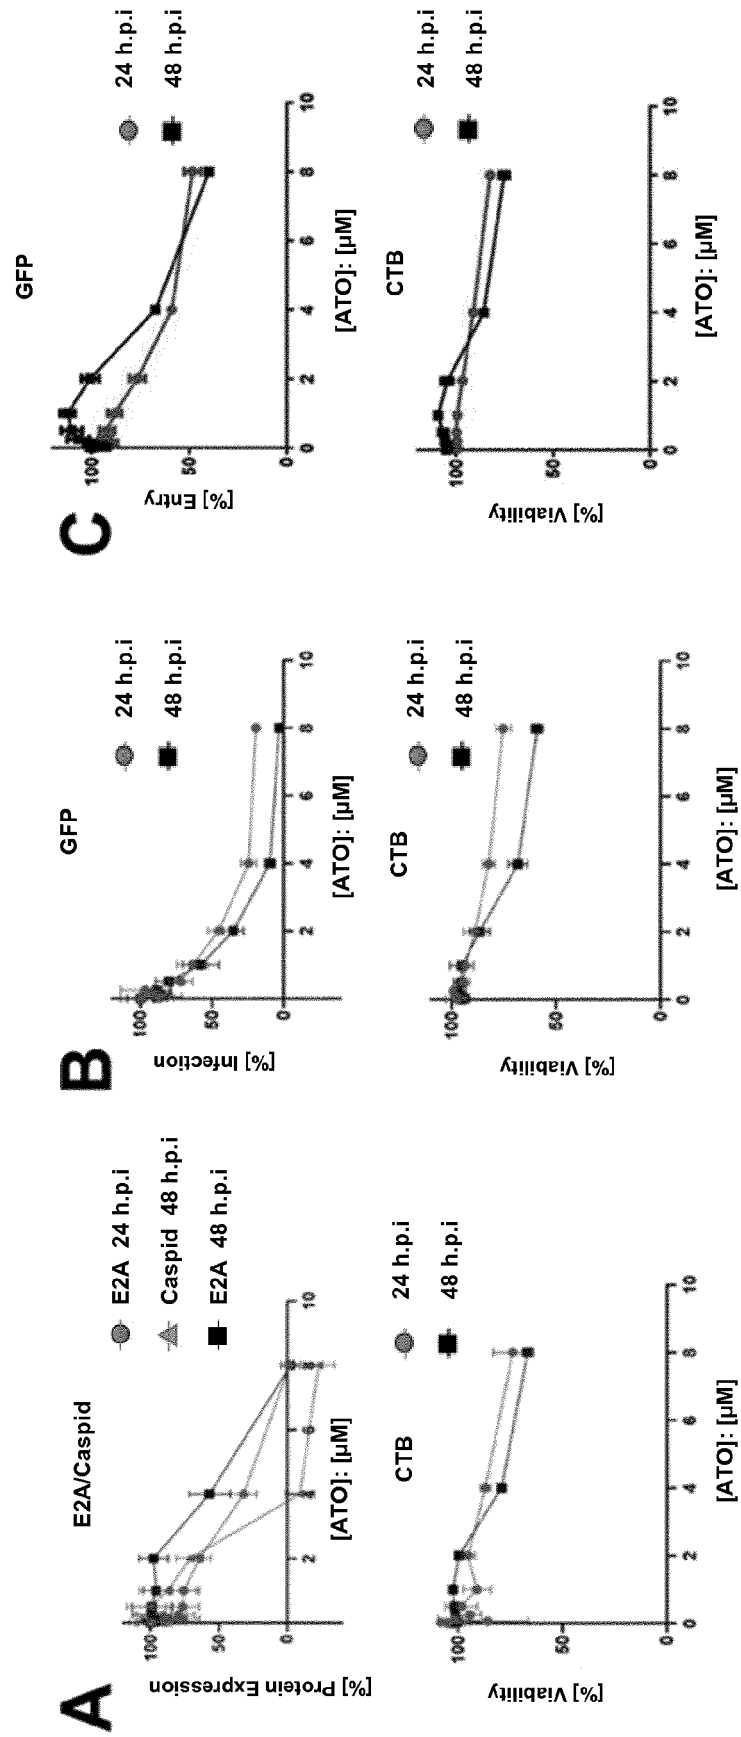 A
E2A/Caspid
E2A 24 h.p.i
Caspid 48 h.p.i
E2A 48 h.p.i
[%] Protein Expression
100
50
0
2
6
10
[ATO]: [µM]
CTB
24 h.p.i
48 h.p.i
[%] Viability
100
50
0
0
2
4
6
8
10
[ATO]: [µM]
B
GFP
24 h.p.i
48 h.p.i
[%] Infection
100
50
0
2
4
6
8
10
[ATO]: [µM]
CTB
24 h.p.i
48 h.p.i
[%] Viability
100
50
0
0
2
4
6
8
10
[ATO]: [µM]
C
GFP
24 h.p.i
48 h.p.i
[%] Entry
100
50
0
0
2
4
6
8
10
[ATO]: [µM]
CTB
24 h.p.i
48 h.p.i
[%] Viability
100
50
0
0
2
4
6
8
10
[ATO]: [µM]